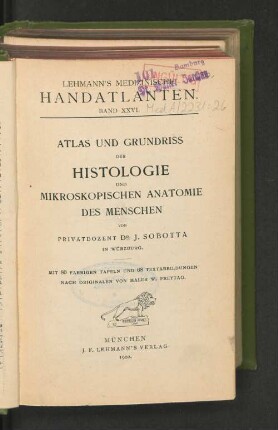 LEHMANN'S MEDIZINISCHE
HANDATLANTEN.
BAND XXVI.
ATLAS UND GRUNDRISS
DER
HISTOLOGIE
UND
MIKROSKOPISCHEN ANATOMIE
DES MENSCHEN
VON
PRIVATDOZENT DR J. SOBOTTA
IN WÜRZBURG.
MIT 80 FARBIGEN TAFELN UND 68 TEXTABBILDUNGEN
NACH ORIGINALEN VON MALER W. FREYTAG.
MÜNCHEN
J. F. LEHMANN'S VERLAG.
1902.